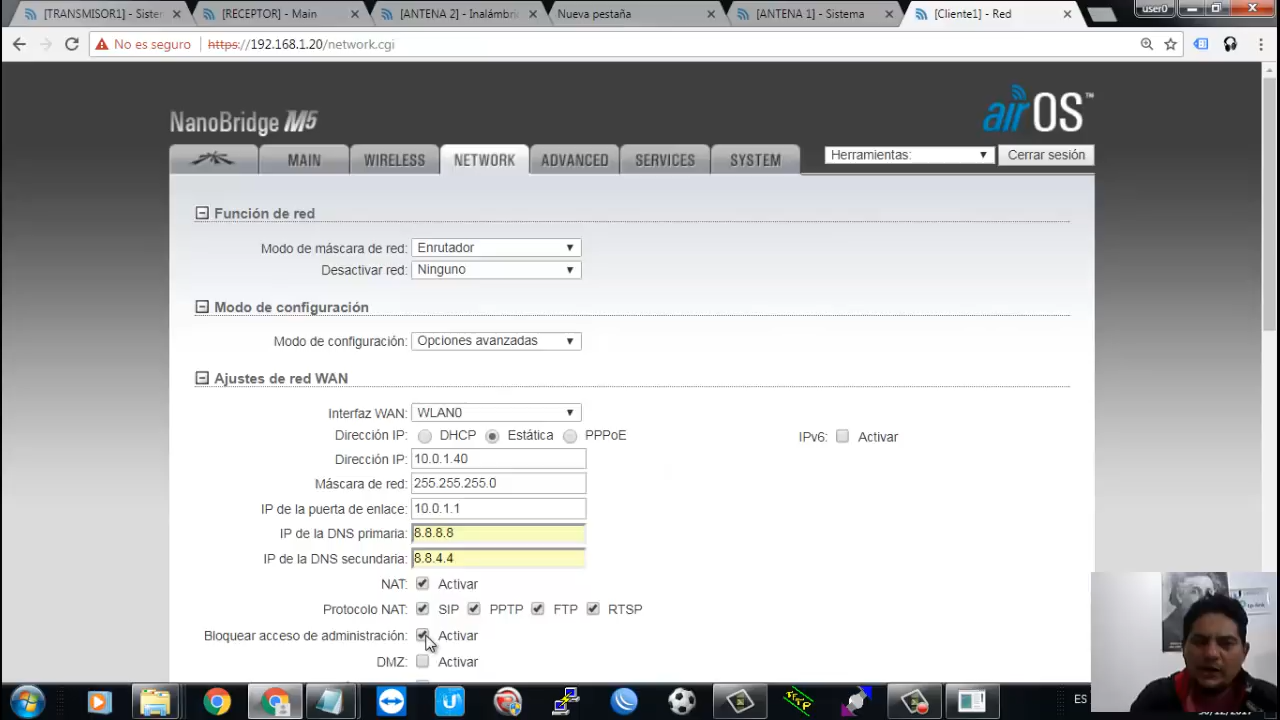 [TRANSMISOR1] - Sister
[RECEPTOR] - Main
[ANTENA 2] - Inalámbri
Nueva pestaña
[ANTENA 1] - Sistema
[Cliente1] - Red
user0
No es seguro
https://192.168.1.20/network.cgi
NanoBridge M5
airOS™
MAIN
WIRELESS
NETWORK
ADVANCED
SERVICES
SYSTEM
Herramientas:
Cerrar sesión
Función de red
Modo de máscara de red: Enrutador
Desactivar red: Ninguno
Modo de configuración
Modo de configuración: Opciones avanzadas
Ajustes de red WAN
Interfaz WAN: WLAN0
Dirección IP: DHCP Estática PPPoE IPv6: Activar
Dirección IP: 10.0.1.40
Máscara de red: 255.255.255.0
IP de la puerta de enlace: 10.0.1.1
IP de la DNS primaria: 8.8.8.8
IP de la DNS secundaria: 8.8.4.4
NAT: Activar
Protocolo NAT: SIP PPTP FTP RTSP
Bloquear acceso de administración: Activar
DMZ: Activar
ES